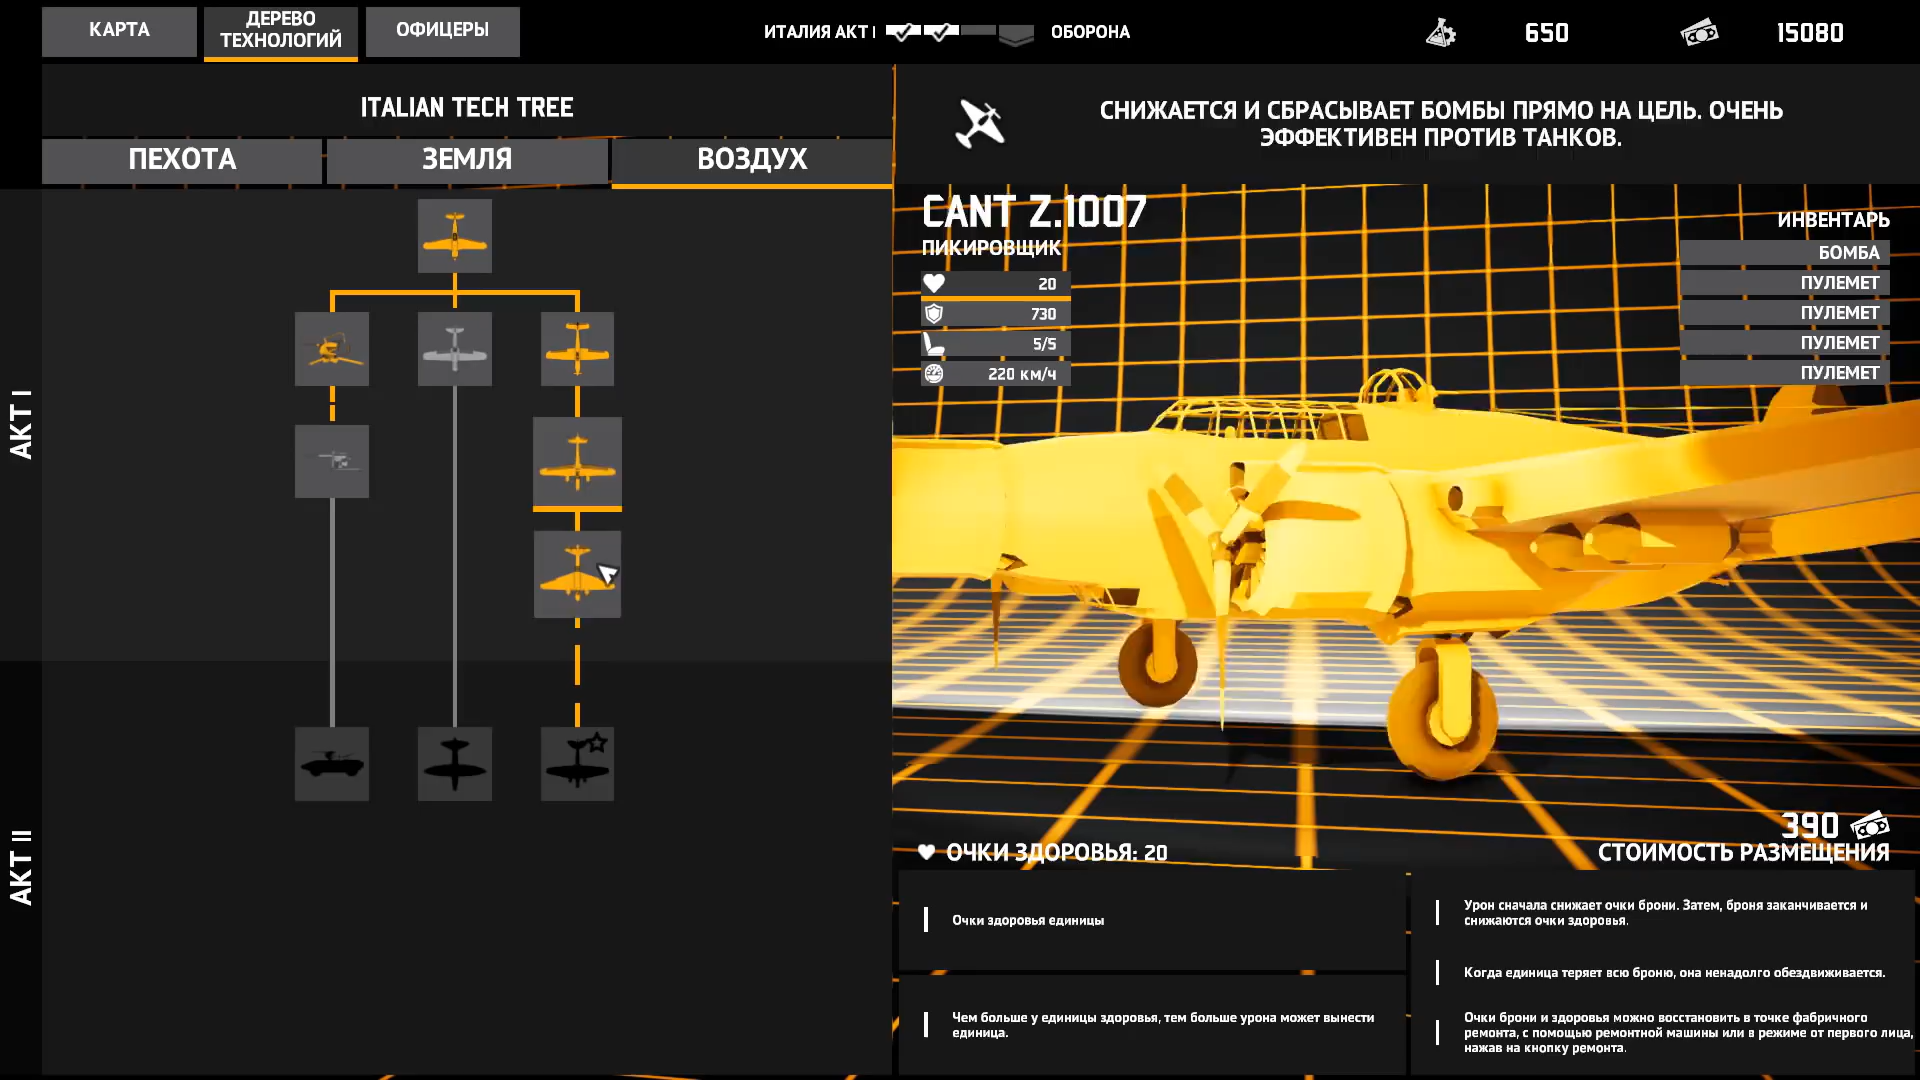 КАРТА
ДЕРЕВО
ТЕХНОЛОГИЙ
ОФИЦЕРЫ
ИТАЛИЯ АКТ I
ОБОРОНА
650
15080
ITALIAN TECH TREE
ПЕХОТА
ЗЕМЛЯ
ВОЗДУХ
АКТ I
АКТ II
СНИЖАЕТСЯ И СБРАСЫВАЕТ БОМБЫ ПРЯМО НА ЦЕЛЬ. ОЧЕНЬ
ЭФФЕКТИВЕН ПРОТИВ ТАНКОВ.
CANT Z.1007
ПИКИРОВЩИК
20
730
5/5
220 КМ/Ч
ИНВЕНТАРЬ
БОМБА
ПУЛЕМЕТ
ПУЛЕМЕТ
ПУЛЕМЕТ
ПУЛЕМЕТ
390
СТОИМОСТЬ РАЗМЕЩЕНИЯ
ОЧКИ ЗДОРОВЬЯ: 20
Очки здоровья единицы
Чем больше у единицы здоровья, тем больше урона может вынести
единица.
Урон сначала снижает очки брони. Затем, броня заканчивается и
снижаются очки здоровья.
Когда единица теряет всю броню, она ненадолго обездвиживается.
Очки брони и здоровья можно восстановить в точке фабричного
ремонта, с помощью ремонтной машины или в режиме от первого лица,
нажав на кнопку ремонта.